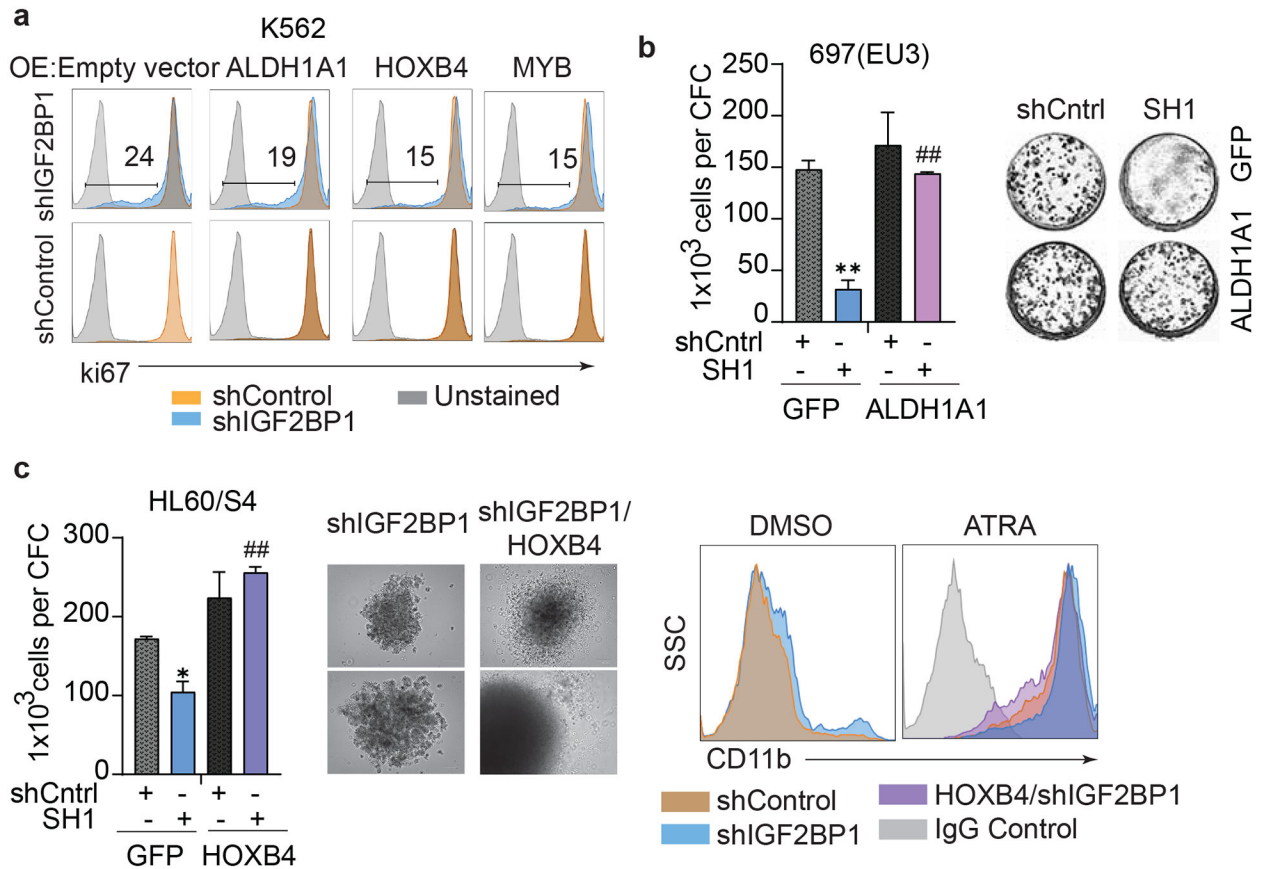 a
K562
OE:Empty vector ALDH1A1 HOXB4 MYB
shIGF2BP1
24
19
15
15
shControl
ki67
shControl
shIGF2BP1
Unstained
b
697(EU3)
1x10³ cells per CFC
250
200
150
100
50
0
**
##
shCntrl + - + -
SH1 - + - +
GFP ALDH1A1
shCntrl SH1
GFP
ALDH1A1
c
HL60/S4
1x10³cells per CFC
300
200
100
0
*
##
shCntrl + - + -
SH1 - + - +
GFP HOXB4
shIGF2BP1
shIGF2BP1/
HOXB4
DMSO
ATRA
SSC
CD11b
shControl
shIGF2BP1
HOXB4/shIGF2BP1
IgG Control